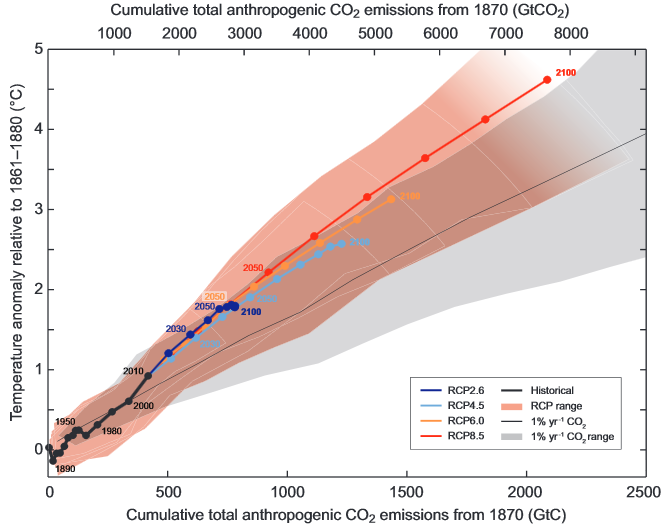 Cumulative total anthropogenic CO2 emissions from 1870 (GtCO2)
1000 2000 3000 4000 5000 6000 7000 8000
Temperature anomaly relative to 1861–1880 (°C)
5
4
3
2
1
0
2100
2100
2050
2050
2050
2100
2030
2010
2000
1980
1950
1890
RCP2.6
RCP4.5
RCP6.0
RCP8.5
Historical
RCP range
1% yr-1 CO2
1% yr-1 CO2 range
0 500 1000 1500 2000 2500
Cumulative total anthropogenic CO2 emissions from 1870 (GtC)